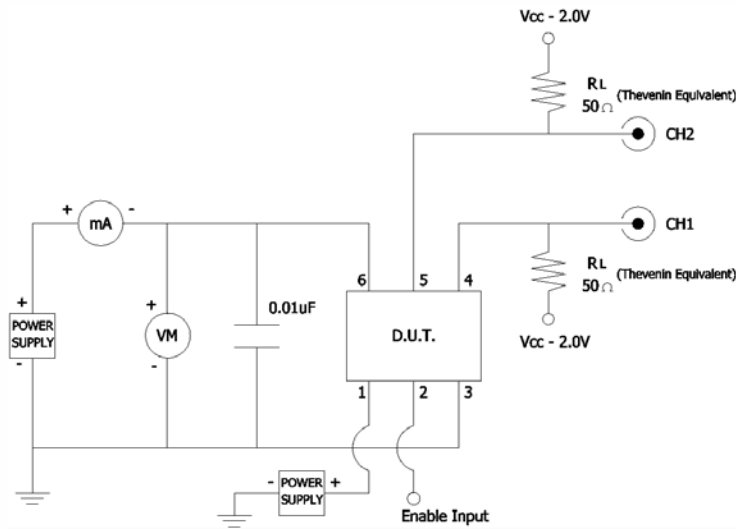 Vcc - 2.0V
RL (Thevenin Equivalent)
50Ω
CH2
+ mA -
CH1
RL (Thevenin Equivalent)
50Ω
6 5 4
+
POWER
SUPPLY
-
+
VM
-
0.01uF
D.U.T.
Vcc - 2.0V
1 2 3
- POWER +
SUPPLY
Enable Input